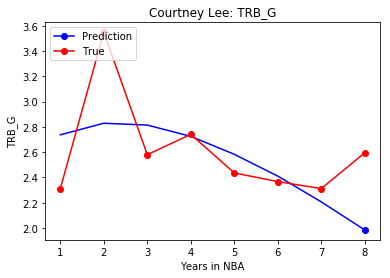 Courtney Lee: TRB_G
Prediction
True
TRB_G
3.6
3.4
3.2
3.0
2.8
2.6
2.4
2.2
2.0
1 2 3 4 5 6 7 8
Years in NBA